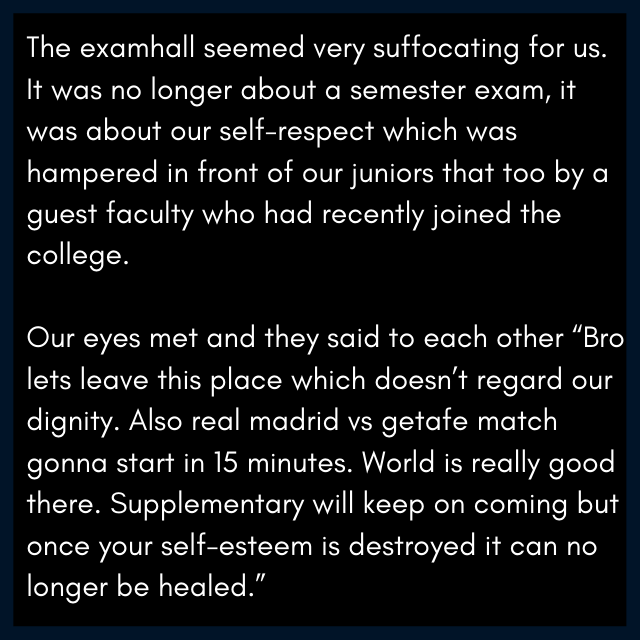 The examhall seemed very suffocating for us.
It was no longer about a semester exam, it
was about our self-respect which was
hampered in front of our juniors that too by a
guest faculty who had recently joined the
college.
Our eyes met and they said to each other “Bro
lets leave this place which doesn’t regard our
dignity. Also real madrid vs getafe match
gonna start in 15 minutes. World is really good
there. Supplementary will keep on coming but
once your self-esteem is destroyed it can no
longer be healed.”